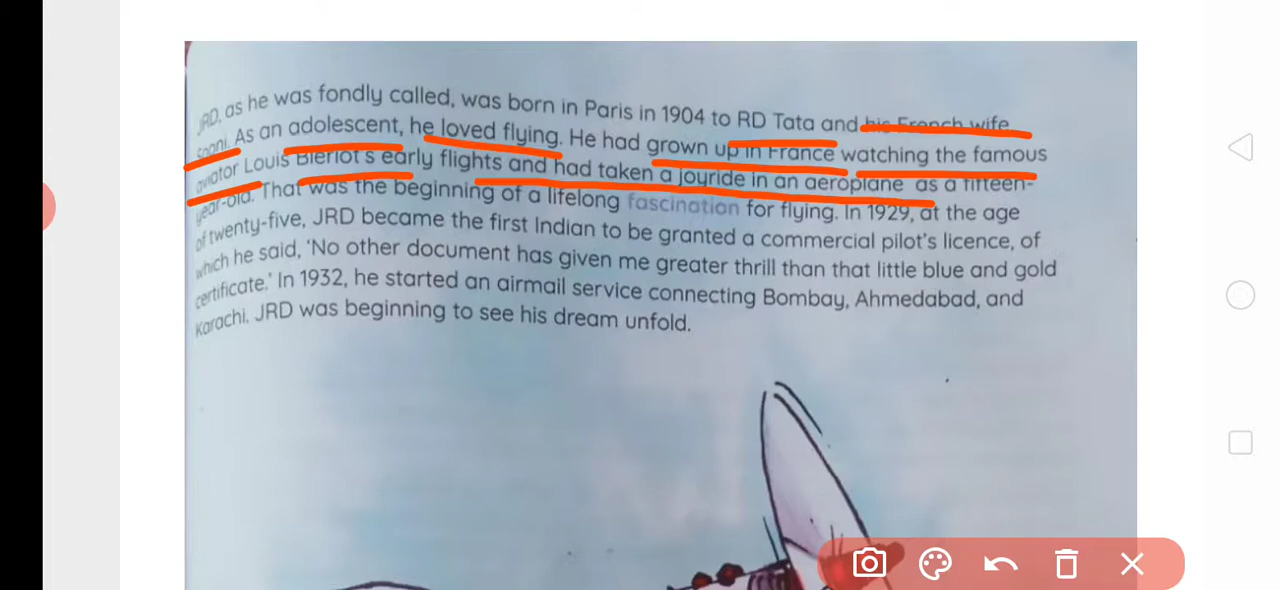 JRD, as he was fondly called, was born in Paris in 1904 to RD Tata and his French wife
Sooni. As an adolescent, he loved flying. He had grown up in France watching the famous
aviator Louis Bleriot's early flights and had taken a joyride in an aeroplane as a fifteen-
year-old. That was the beginning of a lifelong fascination for flying. In 1929, at the age
of twenty-five, JRD became the first Indian to be granted a commercial pilot's licence, of
which he said, 'No other document has given me greater thrill than that little blue and gold
certificate.' In 1932, he started an airmail service connecting Bombay, Ahmedabad, and
Karachi. JRD was beginning to see his dream unfold.